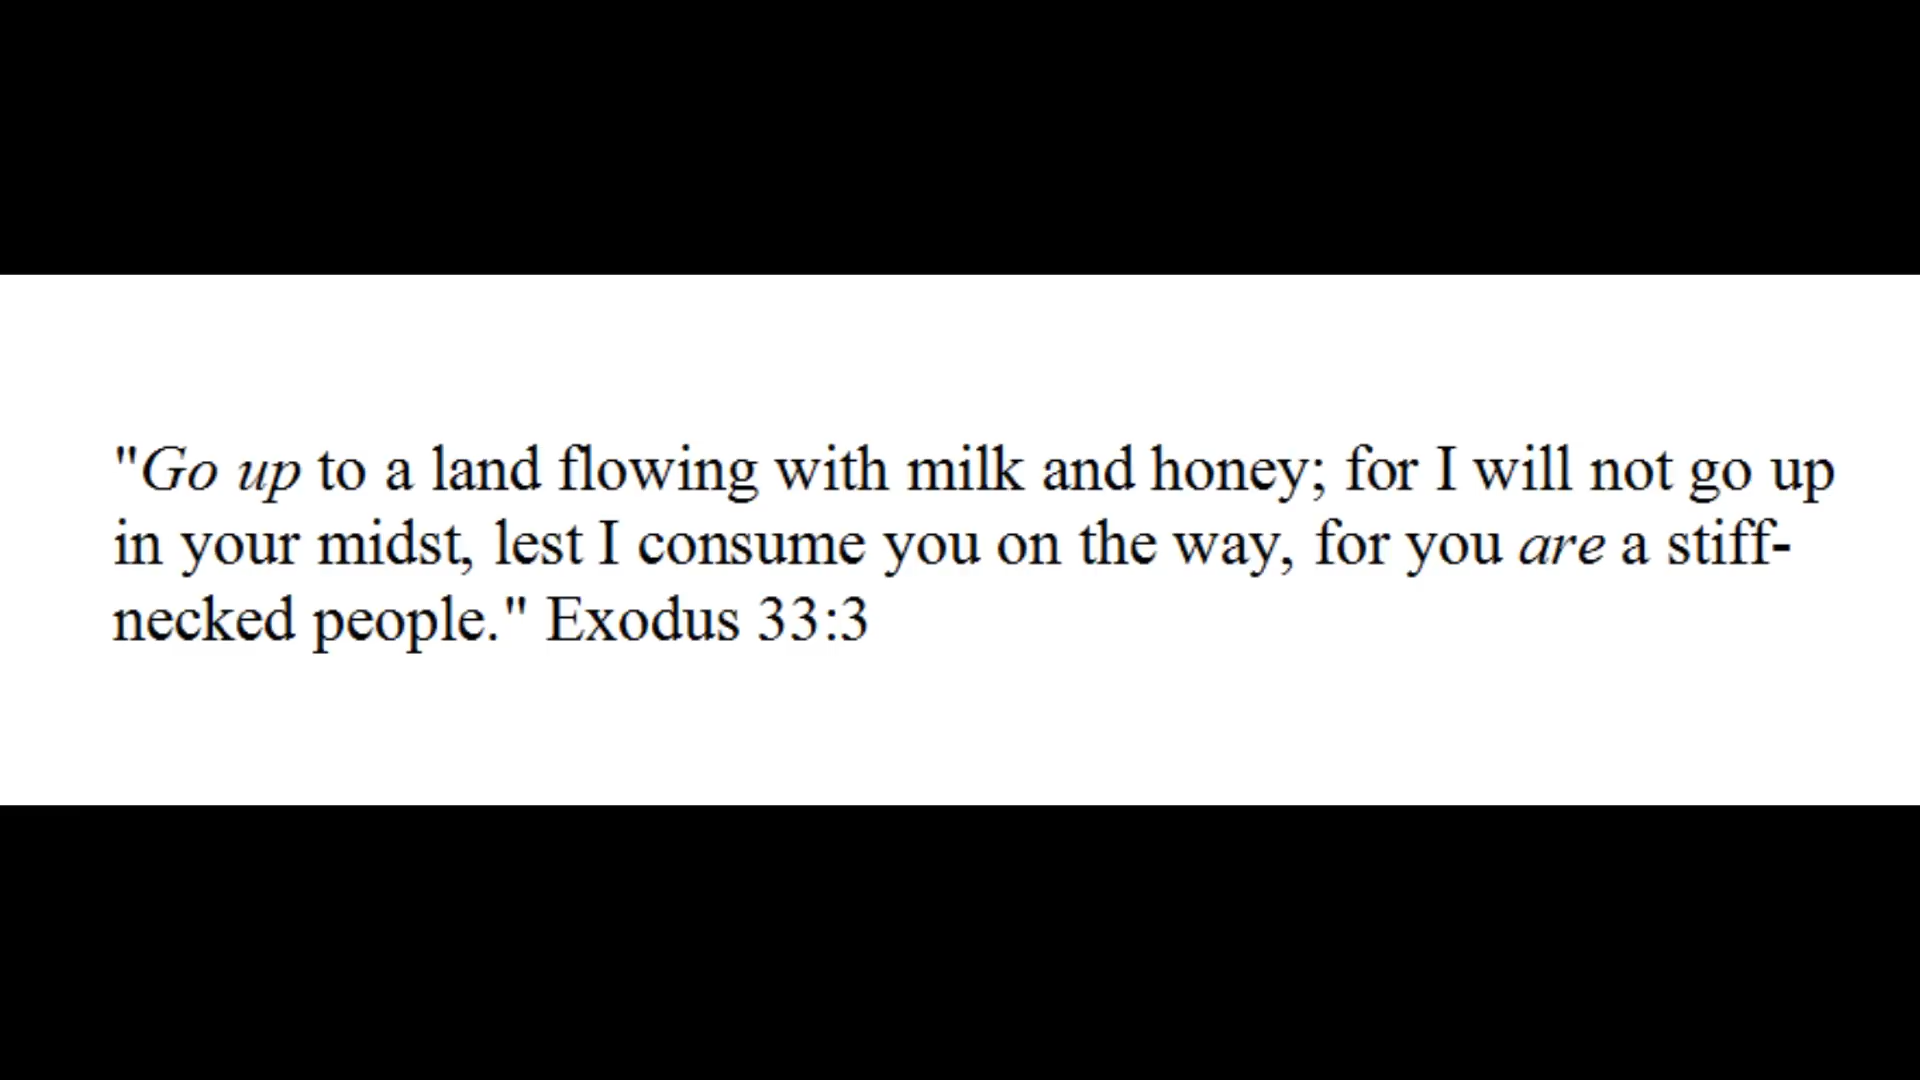 "Go up to a land flowing with milk and honey; for I will not go up
in your midst, lest I consume you on the way, for you are a stiff-
necked people." Exodus 33:3